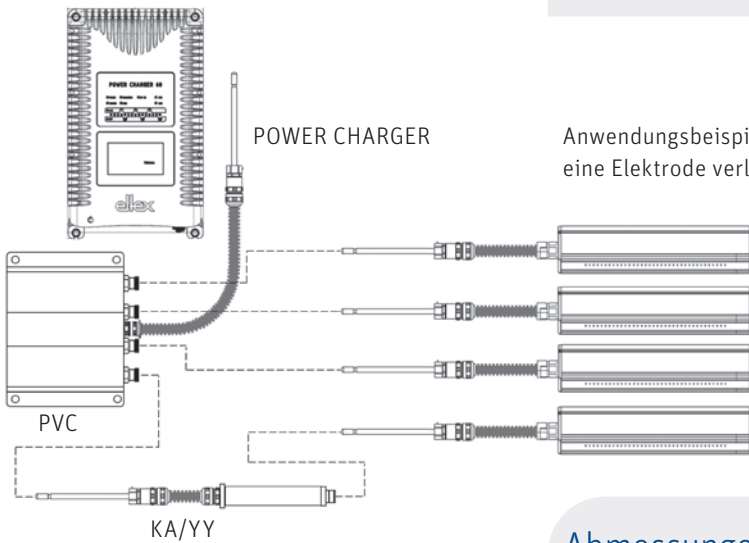 POWER CHARGER
eltex
POWER CHARGER
Anwendungsbeispi
eine Elektrode verl
PVC
KA/YY
Abmessunge